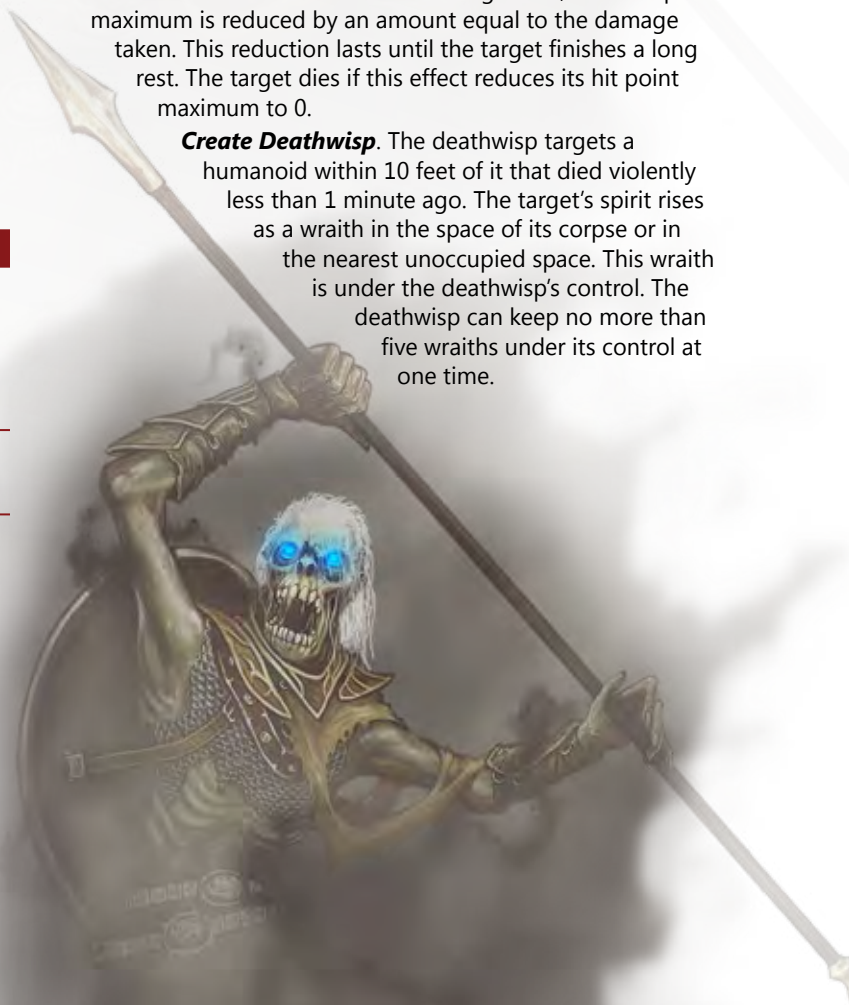 maximum is reduced by an amount equal to the damage
taken. This reduction lasts until the target finishes a long
rest. The target dies if this effect reduces its hit point
maximum to 0.
Create Deathwisp. The deathwisp targets a
humanoid within 10 feet of it that died violently
less than 1 minute ago. The target’s spirit rises
as a wraith in the space of its corpse or in
the nearest unoccupied space. This wraith
is under the deathwisp’s control. The
deathwisp can keep no more than
five wraiths under its control at
one time.